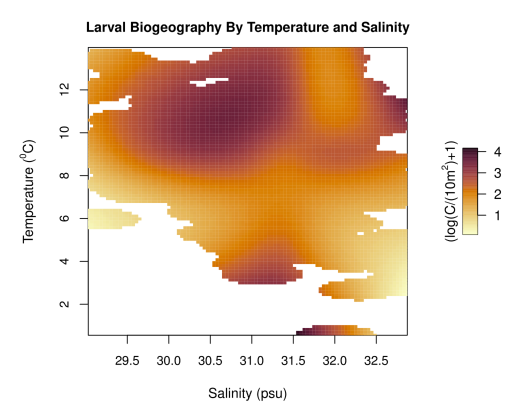 Larval Biogeography By Temperature and Salinity
12
10
8
6
4
2
Temperature (⁰C)
29.5 30.0 30.5 31.0 31.5 32.0 32.5
Salinity (psu)
4
3
2
1
(log(C/(10m²)+1)